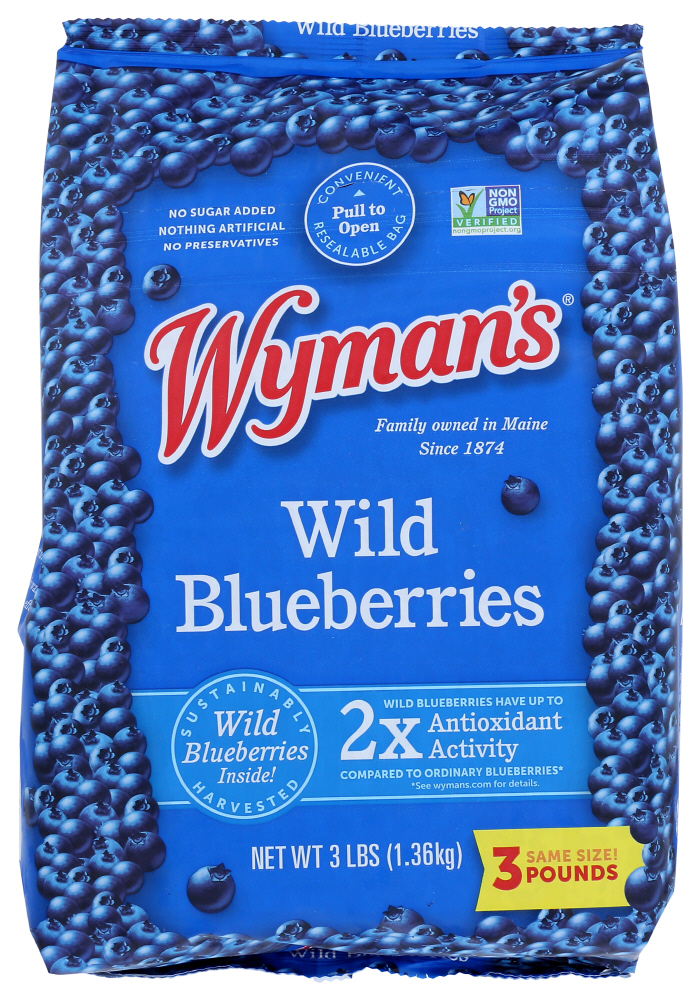 Wild Blueberries
NO SUGAR ADDED
NOTHING ARTIFICIAL
NO PRESERVATIVES
CONVENIENT
Pull to
Open
RESEALABLE BAG
NON
GMO
Project
VERIFIED
nongmoproject.org
Wyman's®
Family owned in Maine
Since 1874
Wild
Blueberries
SUSTAINABLY
Wild
Blueberries
Inside!
HARVESTED
WILD BLUEBERRIES HAVE UP TO
2x Antioxidant
Activity
COMPARED TO ORDINARY BLUEBERRIES*
*See wymans.com for details.
NET WT 3 LBS (1.36kg)
3 SAME SIZE!
POUNDS